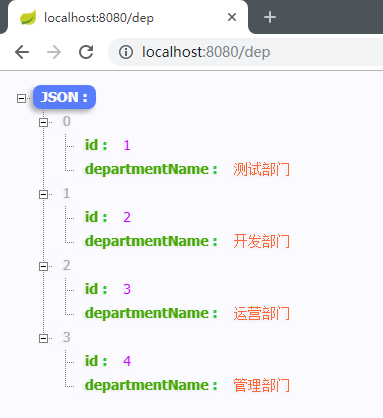 localhost:8080/dep
localhost:8080/dep
JSON :
0
id : 1
departmentName : 测试部门
1
id : 2
departmentName : 开发部门
2
id : 3
departmentName : 运营部门
3
id : 4
departmentName : 管理部门